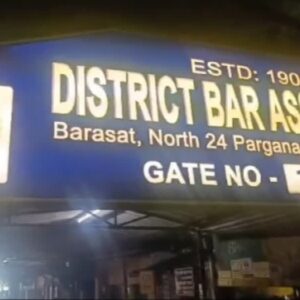 ESTD: 190
DISTRICT BAR AS
Barasat, North 24 Pargana
GATE NO -